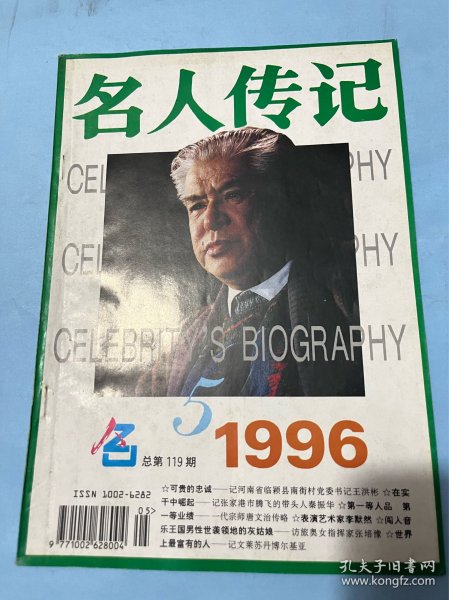 名人传记
CEL PHY
CEL PHY
CELEBRITY'S BIOGRAPHY
5
1996
名
总第119期
ISSN 1002-6282
05>
9 771002 628004
☆可贵的忠诚——记河南省临颍县南街村党委书记王洪彬 ☆在实
干中崛起——记张家港市腾飞的带头人秦振华 ☆第一等人品 第
一等业绩——一代宗师唐文治传略 ☆表演艺术家李默然 ☆闯入音
乐王国男性世袭领地的灰姑娘——访旅奥女指挥家张培豫 ☆世界
上最富有的人——记文莱苏丹博尔基亚
孔夫子旧书网
www.kongfz.com